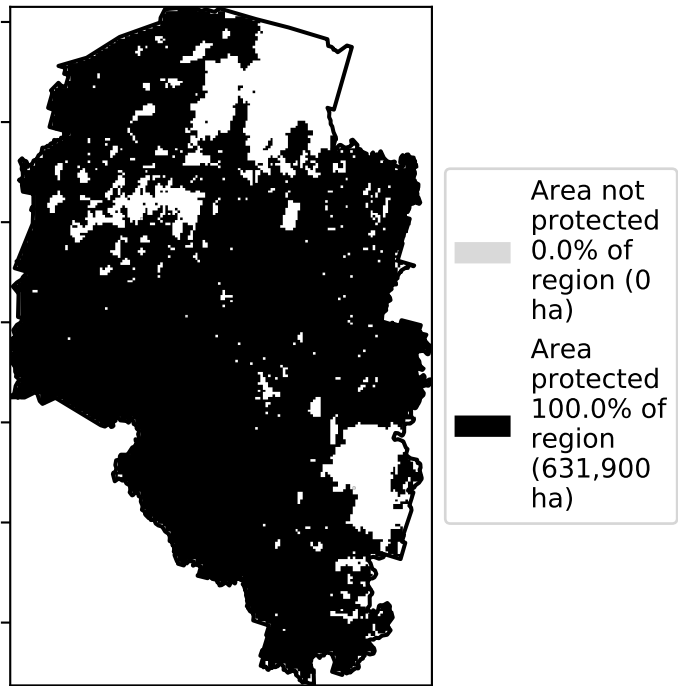 Area not
protected
0.0% of
region (0
ha)
Area
protected
100.0% of
region
(631,900
ha)